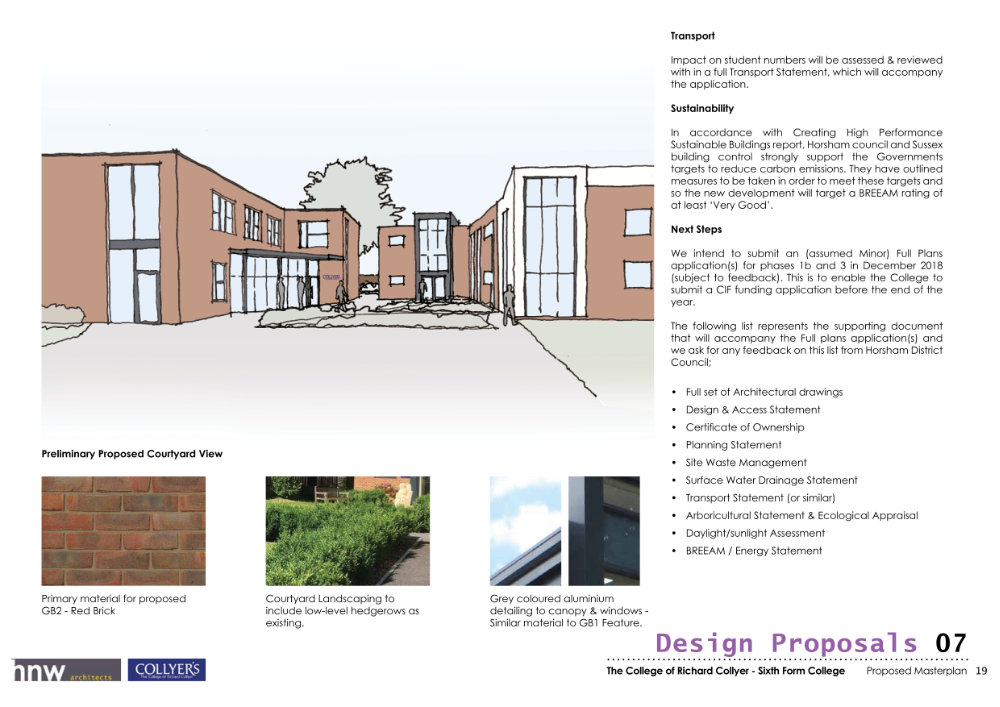 Transport
Impact on student numbers will be assessed & reviewed
with in a full Transport Statement, which will accompany
the application.
Sustainability
In accordance with Creating High Performance
Sustainable Buildings report, Horsham council and Sussex
building control strongly support the Governments
targets to reduce carbon emissions. They have outlined
measures to be taken in order to meet these targets and
so the new development will target a BREEAM rating of
at least ‘Very Good’.
Next Steps
We intend to submit an (assumed Minor) Full Plans
application(s) for phases 1b and 3 in December 2018
(subject to feedback). This is to enable the College to
submit a CIF funding application before the end of the
year.
The following list represents the supporting document
that will accompany the Full plans application(s) and
we ask for any feedback on this list from Horsham District
Council;
• Full set of Architectural drawings
• Design & Access Statement
• Certificate of Ownership
• Planning Statement
• Site Waste Management
• Surface Water Drainage Statement
• Transport Statement (or similar)
• Arboricultural Statement & Ecological Appraisal
• Daylight/sunlight Assessment
• BREEAM / Energy Statement
COLLYER'S
Preliminary Proposed Courtyard View
Primary material for proposed
GB2 - Red Brick
Courtyard Landscaping to
include low-level hedgerows as
existing.
Grey coloured aluminium
detailing to canopy & windows -
Similar material to GB1 Feature.
Design Proposals 07
The College of Richard Collyer - Sixth Form College Proposed Masterplan 19
hnw architects
COLLYER'S
The College of Richard Collyer